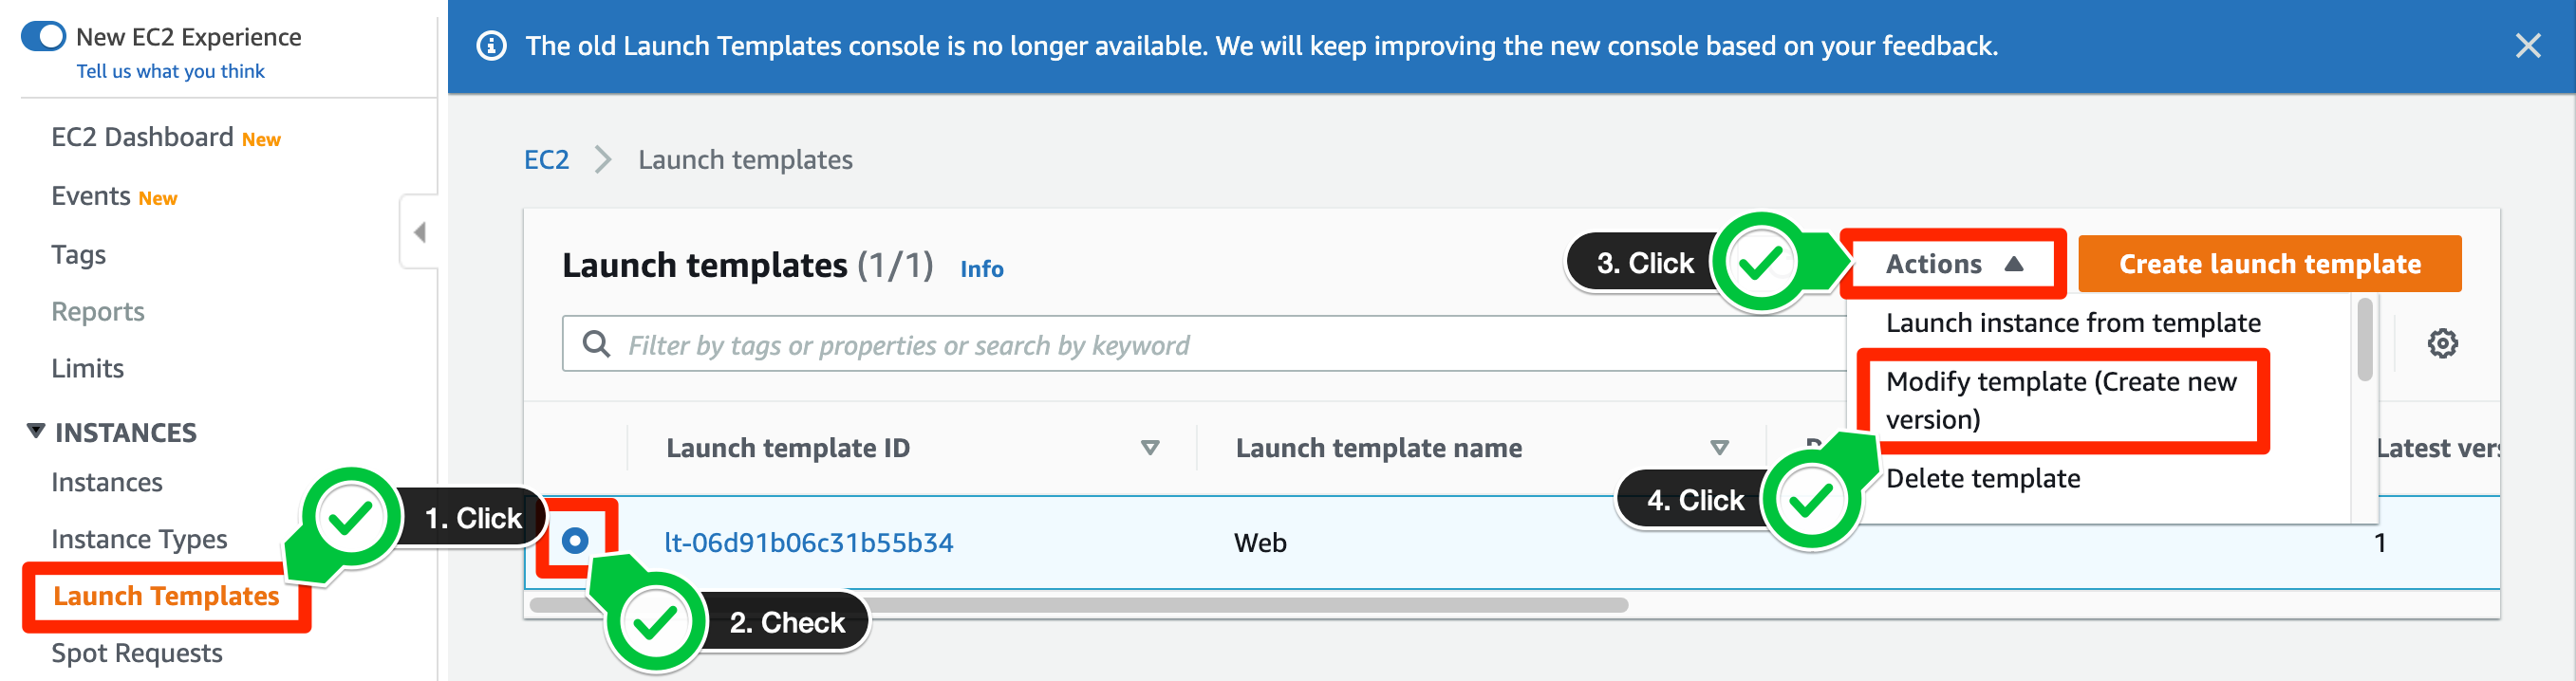 New EC2 Experience
Tell us what you think
EC2 Dashboard New
Events New
Tags
Reports
Limits
INSTANCES
Instances
Instance Types
Launch Templates
Spot Requests
1. Click
The old Launch Templates console is no longer available. We will keep improving the new console based on your feedback.
EC2 Launch templates
Launch templates (1/1) Info
3. Click
Actions
Create launch template
Filter by tags or properties or search by keyword
Launch instance from template
Modify template (Create new
version)
Delete template
4. Click
Launch template ID Launch template name Latest
lt-06d91b06c31b55b34 Web 1
2. Check